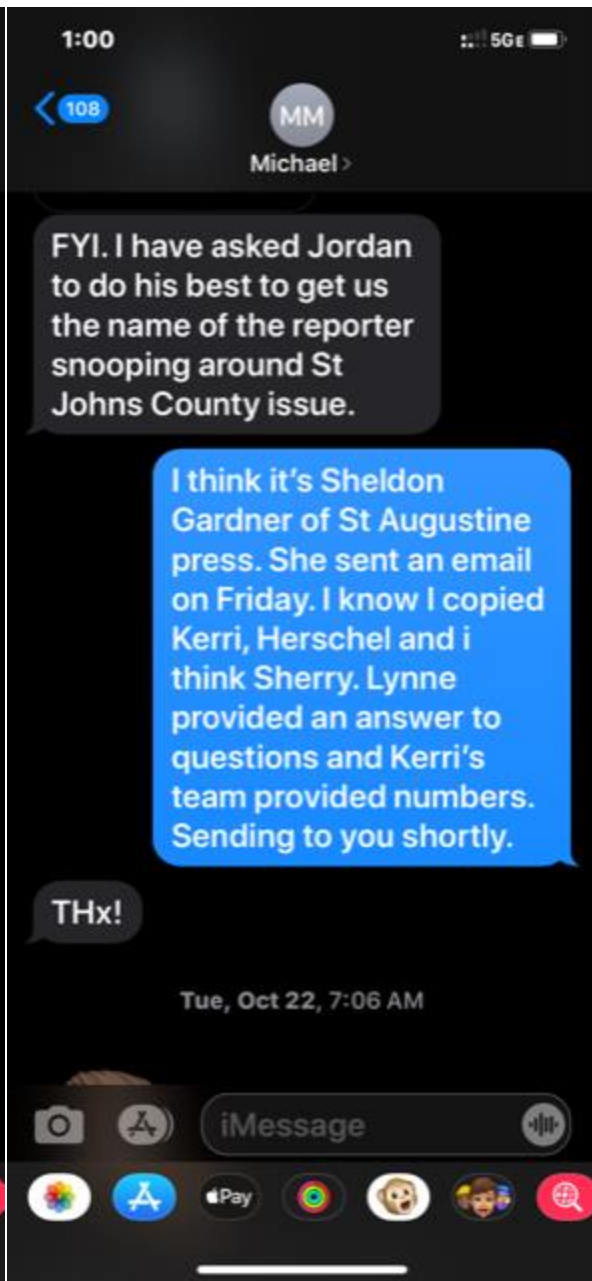 1:00
5GE
108
MM
Michael >
FYI. I have asked Jordan
to do his best to get us
the name of the reporter
snooping around St
Johns County issue.
I think it's Sheldon
Gardner of St Augustine
press. She sent an email
on Friday. I know I copied
Kerri, Herschel and i
think Sherry. Lynne
provided an answer to
questions and Kerri's
team provided numbers.
Sending to you shortly.
THx!
Tue, Oct 22, 7:06 AM
iMessage
Pay